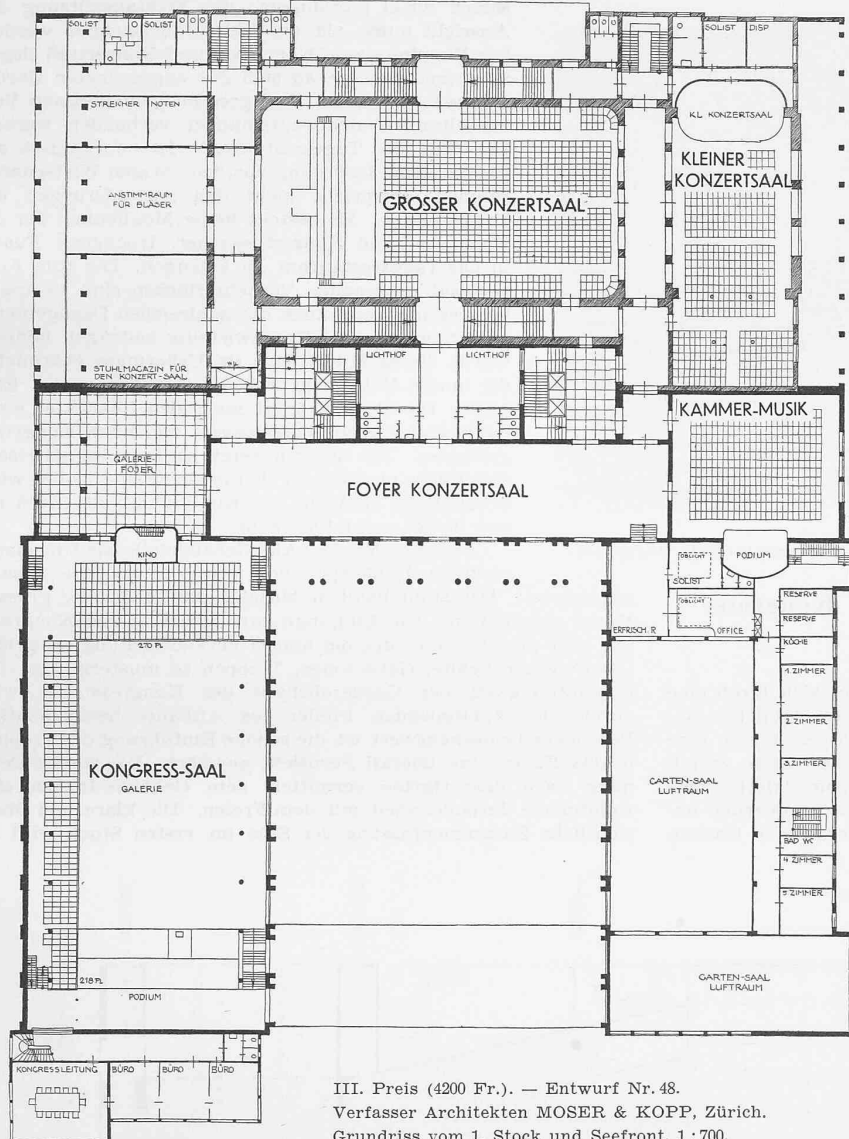 SOLIST
SOLIST
SOLIST
DISP
STREICHER
NOTEN
KL. KONZERTSAAL
KLEINER
KONZERTSAAL
ANSTIMMRAUM
FÜR BLÄSER
GROSSER KONZERTSAAL
STUHLMAGAZIN FÜR
DEN KONZERT-SAAL
LICHTHOF
LICHTHOF
KAMMER-MUSIK
GALERIE-
FOYER
FOYER KONZERTSAAL
KINO
PODIUM
OBLICHT
SOLIST
OBLICHT
ERFRISCH. R.
OFFICE
RESERVE
RESERVE
KÜCHE
270 PL
1. ZIMMER
2. ZIMMER
3. ZIMMER
KONGRESS-SAAL
GALERIE
GARTEN-SAAL
LUFTRAUM
BAD WC
4. ZIMMER
5. ZIMMER
218 PL
PODIUM
GARTEN-SAAL
LUFTRAUM
KONGRESSLEITUNG
BÜRO
BÜRO
BÜRO
III. Preis (4200 Fr.). — Entwurf Nr. 48.
Verfasser Architekten MOSER & KOPP, Zürich.
Grundriss vom 1. Stock und Seefront, 1 : 700.